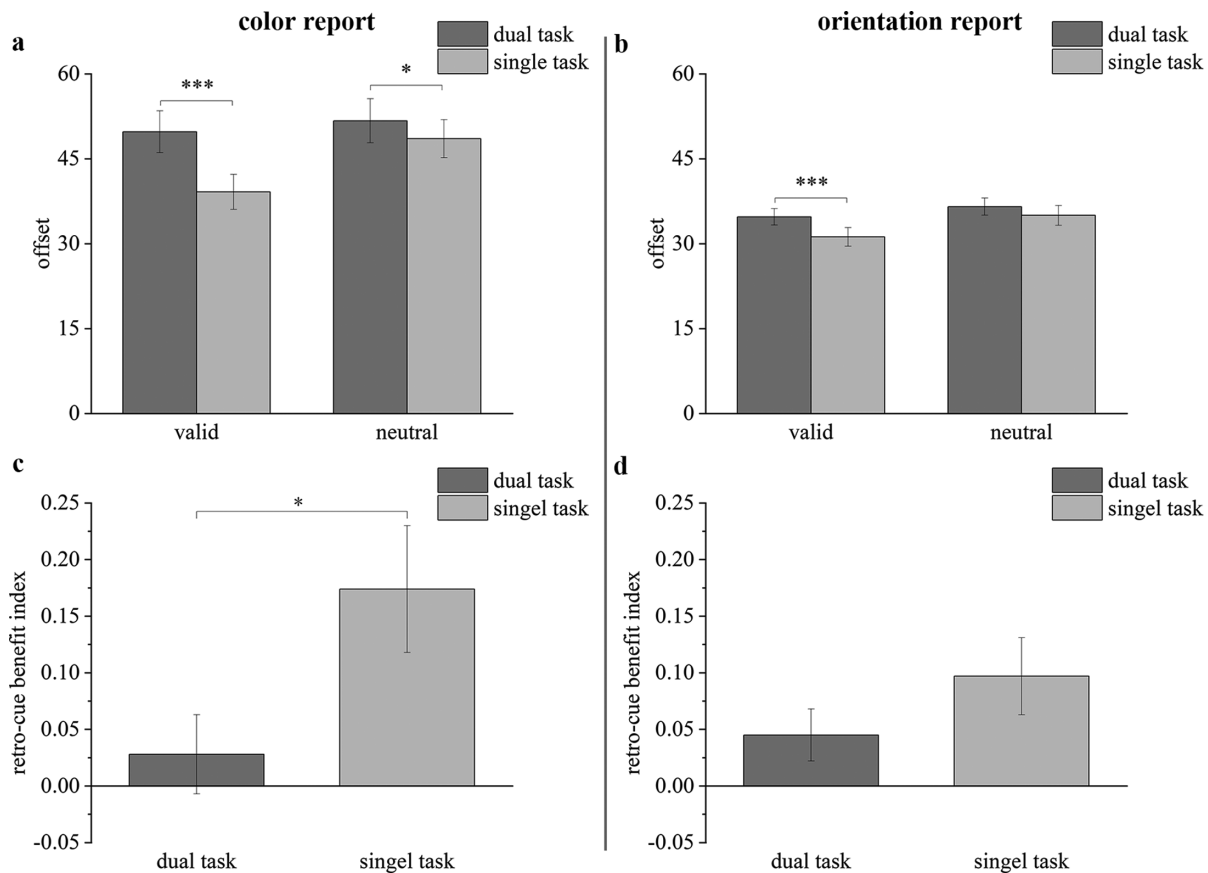 color report
a
dual task
single task
***
*
60
45
30
15
0
offset
valid
neutral
orientation report
b
dual task
single task
***
60
45
30
15
0
offset
valid
neutral
c
dual task
singel task
*
0.25
0.20
0.15
0.10
0.05
0.00
-0.05
retro-cue benefit index
dual task
singel task
d
dual task
singel task
0.25
0.20
0.15
0.10
0.05
0.00
-0.05
retro-cue benefit index
dual task
singel task